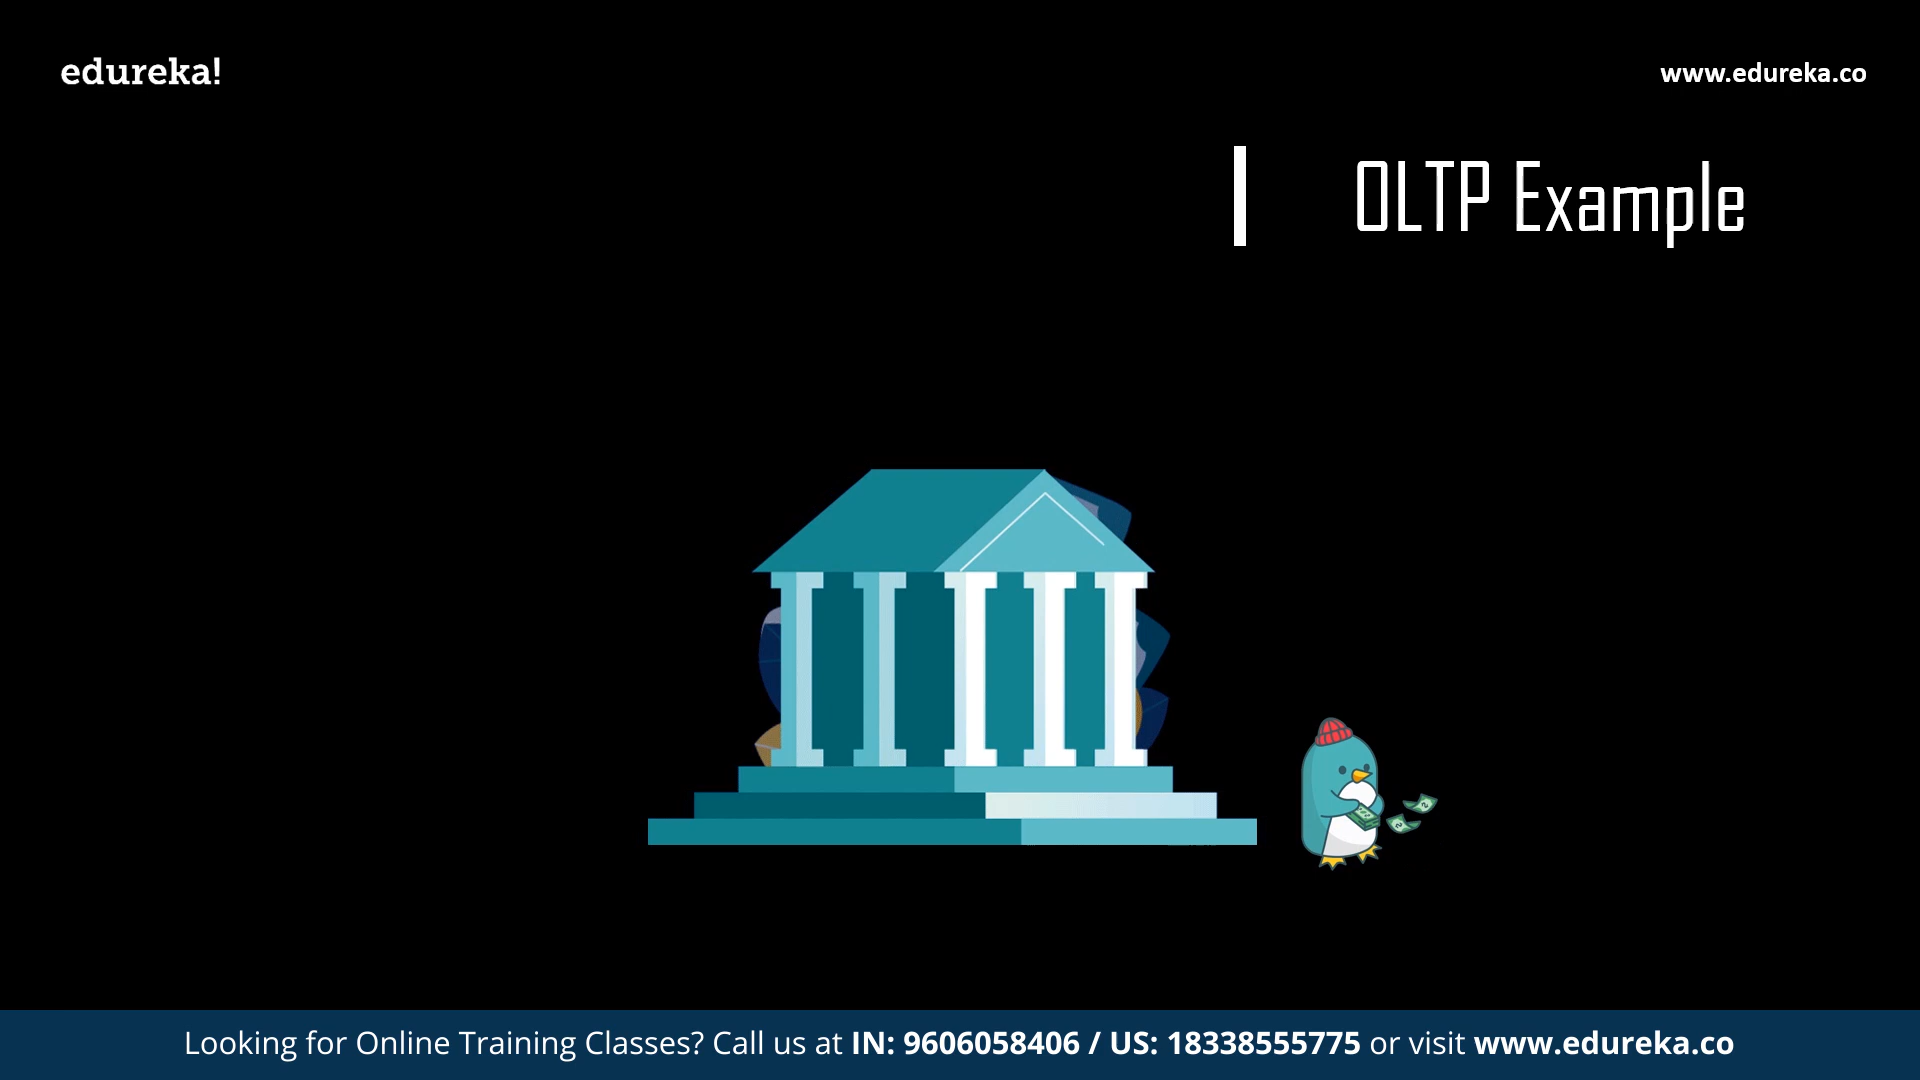 edureka!
www.edureka.co
OLTP Example
Looking for Online Training Classes? Call us at IN: 9606058406 / US: 18338555775 or visit www.edureka.co